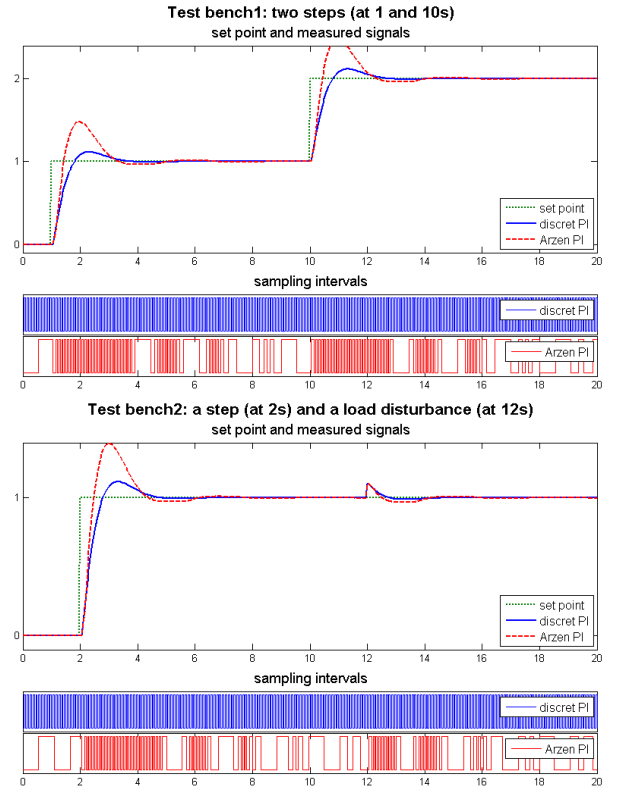 Test bench1: two steps (at 1 and 10s)
set point and measured signals
2
1
0
set point
discret PI
Arzen PI
0 2 4 6 8 10 12 14 16 18 20
sampling intervals
discret PI
Arzen PI
0 2 4 6 8 10 12 14 16 18 20
Test bench2: a step (at 2s) and a load disturbance (at 12s)
set point and measured signals
1
0
set point
discret PI
Arzen PI
0 2 4 6 8 10 12 14 16 18 20
sampling intervals
discret PI
Arzen PI
0 2 4 6 8 10 12 14 16 18 20